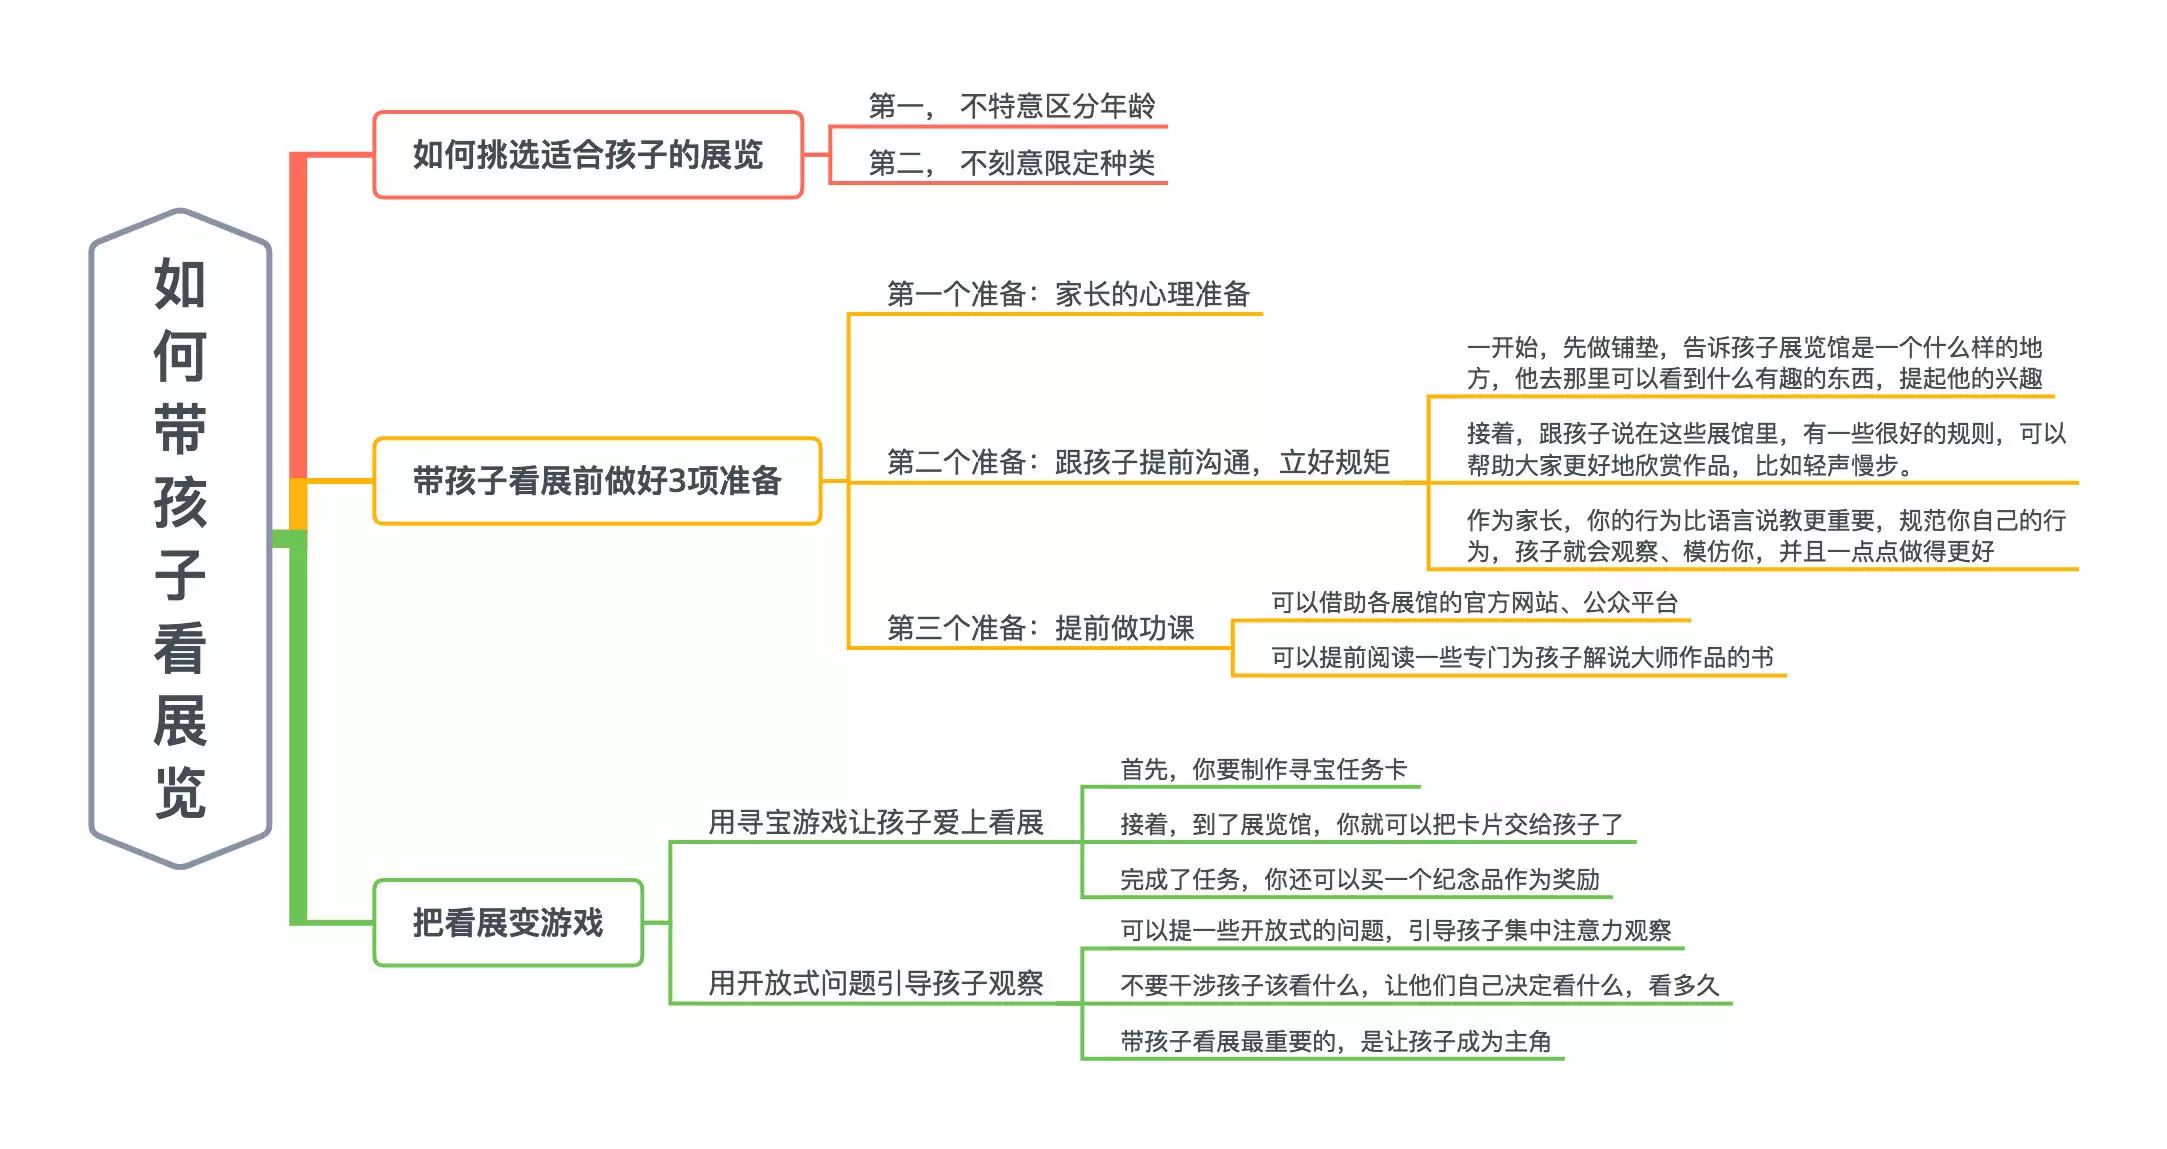 如何带孩子看展览
如何挑选适合孩子的展览
第一， 不特意区分年龄
第二， 不刻意限定种类
带孩子看展前做好3项准备
第一个准备：家长的心理准备
第二个准备：跟孩子提前沟通，立好规矩
一开始，先做铺垫，告诉孩子展览馆是一个什么样的地
方，他去那里可以看到什么有趣的东西，提起他的兴趣
接着，跟孩子说在这些展馆里，有一些很好的规则，可以
帮助大家更好地欣赏作品，比如轻声慢步。
作为家长，你的行为比语言说教更重要，规范你自己的行
为，孩子就会观察、模仿你，并且一点点做得更好
第三个准备：提前做功课
可以借助各展馆的官方网站、公众平台
可以提前阅读一些专门为孩子解说大师作品的书
把看展变游戏
用寻宝游戏让孩子爱上看展
首先，你要制作寻宝任务卡
接着，到了展览馆，你就可以把卡片交给孩子了
完成了任务，你还可以买一个纪念品作为奖励
用开放式问题引导孩子观察
可以提一些开放式的问题，引导孩子集中注意力观察
不要干涉孩子该看什么，让他们自己决定看什么，看多久
带孩子看展最重要的，是让孩子成为主角